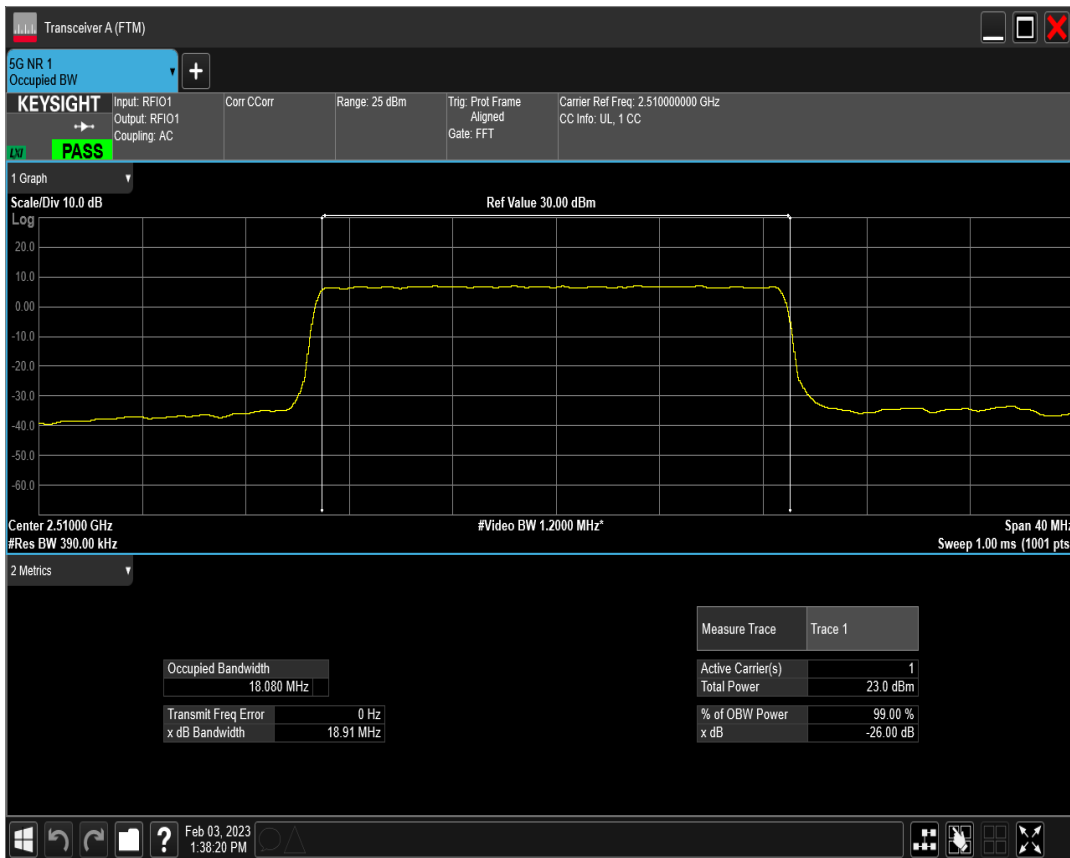 Transceiver A (FTM)
5G NR 1
Occupied BW
+
KEYSIGHT
LXI
PASS
Input: RFIO1
Output: RFIO1
Coupling: AC
Corr CCorr
Range: 25 dBm
Trig: Prot Frame
Aligned
Gate: FFT
Carrier Ref Freq: 2.510000000 GHz
CC Info: UL, 1 CC
1 Graph
Scale/Div 10.0 dB
Ref Value 30.00 dBm
Log
20.0
10.0
0.00
-10.0
-20.0
-30.0
-40.0
-50.0
-60.0
Center 2.51000 GHz
#Video BW 1.2000 MHz*
Span 40 MHz
#Res BW 390.00 kHz
Sweep 1.00 ms (1001 pts
2 Metrics
Measure Trace Trace 1
Occupied Bandwidth
18.080 MHz
Active Carrier(s) 1
Total Power 23.0 dBm
Transmit Freq Error 0 Hz
x dB Bandwidth 18.91 MHz
% of OBW Power 99.00 %
x dB -26.00 dB
?
Feb 03, 2023
1:38:20 PM